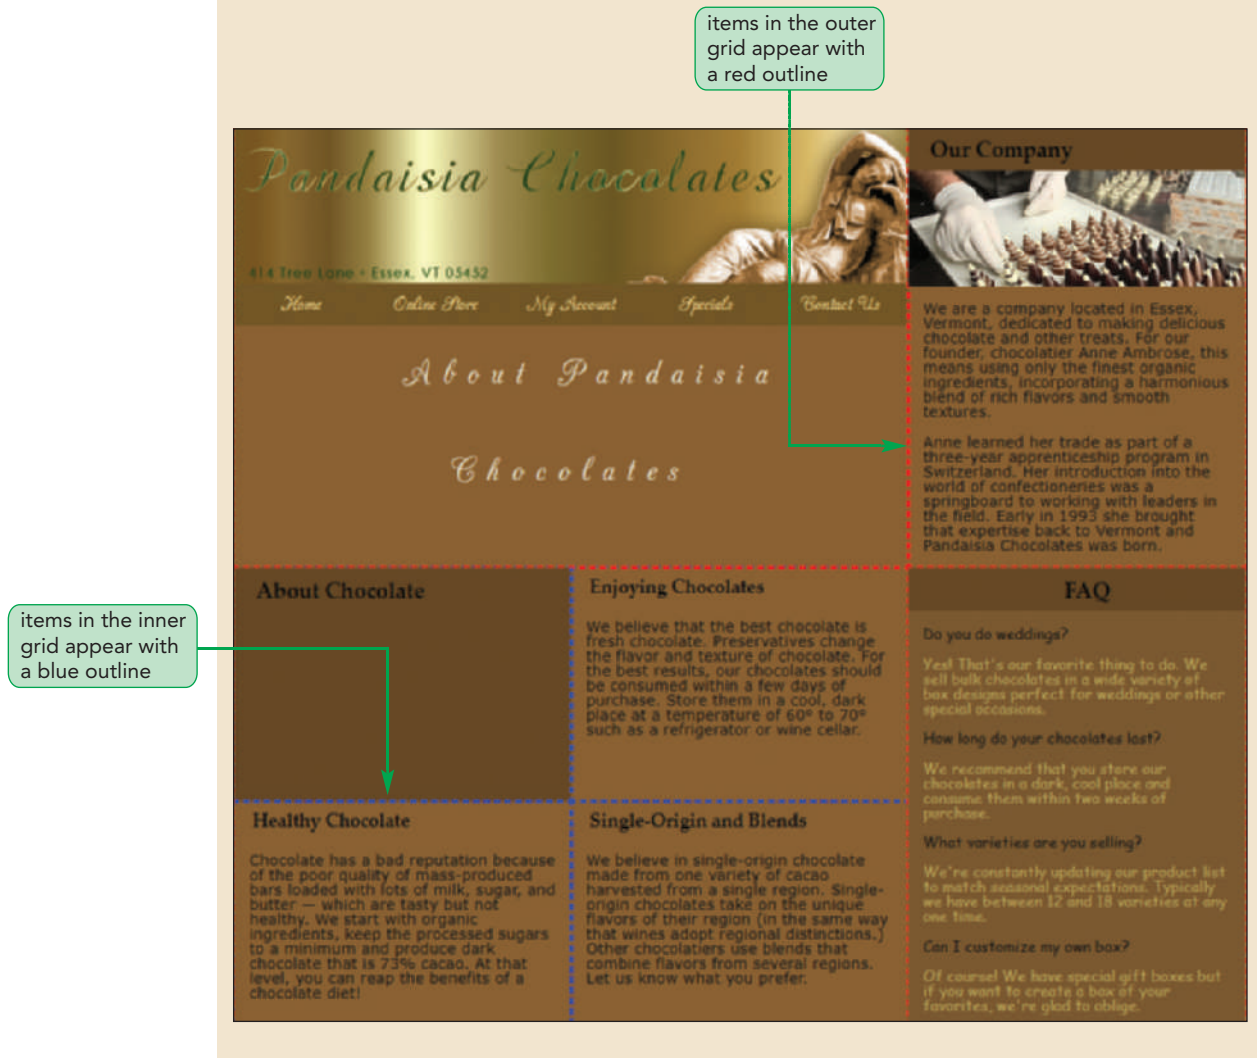 items in the outer
grid appear with
a red outline
Pandaisia Chocolates
414 Tree Lane • Essex, VT 05452
Home Online Store My Account Specials Contact Us
About Pandaisia
Chocolates
Our Company
We are a company located in Essex,
Vermont, dedicated to making delicious
chocolate and other treats. For our
founder, chocolatier Anne Ambrose, this
means using only the finest organic
ingredients, incorporating a harmonious
blend of rich flavors and smooth
textures.
Anne learned her trade as part of a
three-year apprenticeship program in
Switzerland. Her introduction into the
world of confectioneries was a
springboard to working with leaders in
the field. Early in 1993 she brought
that expertise back to Vermont and
Pandaisia Chocolates was born.
items in the inner
grid appear with
a blue outline
About Chocolate
Enjoying Chocolates
We believe that the best chocolate is
fresh chocolate. Preservatives change
the flavor and texture of chocolate. For
the best results, our chocolates should
be consumed within a few days of
purchase. Store them in a cool, dark
place at a temperature of 60° to 70°
such as a refrigerator or wine cellar.
Healthy Chocolate
Chocolate has a bad reputation because
of the poor quality of mass-produced
bars loaded with lots of milk, sugar, and
butter — which are tasty but not
healthy. We start with organic
ingredients, keep the processed sugars
to a minimum and produce dark
chocolate that is 73% cacao. At that
level, you can reap the benefits of a
chocolate diet!
Single-Origin and Blends
We believe in single-origin chocolate
made from one variety of cacao
harvested from a single region. Single-
origin chocolates take on the unique
flavors of their region (in the same way
that wines adopt regional distinctions.)
Other chocolatiers use blends that
combine flavors from several regions.
Let us know what you prefer.
FAQ
Do you do weddings?
Yes! That's our favorite thing to do. We
sell bulk chocolates in a wide variety of
box designs perfect for weddings or other
special occasions.
How long do your chocolates last?
We recommend that you store our
chocolates in a dark, cool place and
consume them within two weeks of
purchase.
What varieties are you selling?
We're constantly updating our product list
to match seasonal expectations. Typically
we have between 12 and 18 varieties at any
one time.
Can I customize my own box?
Of course! We have special gift boxes but
if you want to create a box of your
favorites, we're glad to oblige.